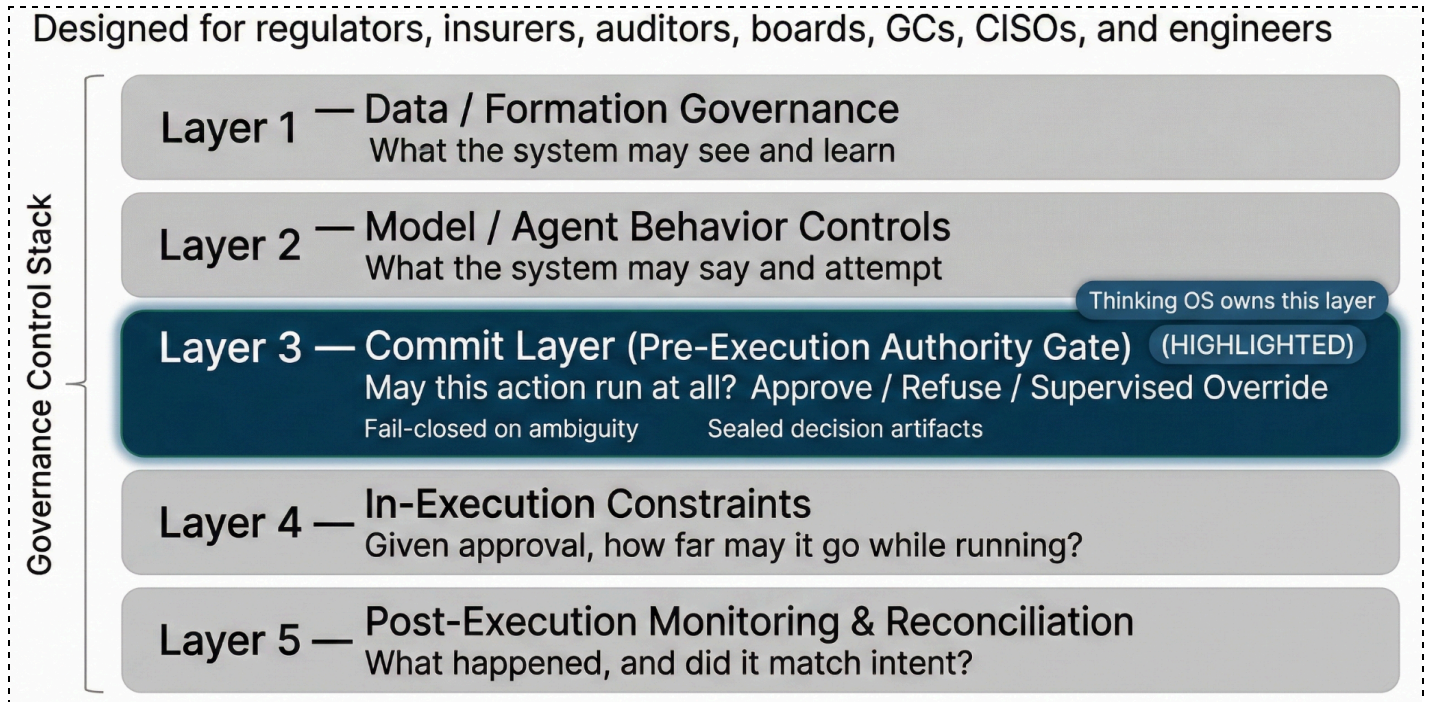 Designed for regulators, insurers, auditors, boards, GCs, CISOs, and engineers
Governance Control Stack
Layer 1 — Data / Formation Governance
What the system may see and learn
Layer 2 — Model / Agent Behavior Controls
What the system may say and attempt
Thinking OS owns this layer
Layer 3 — Commit Layer (Pre-Execution Authority Gate) (HIGHLIGHTED)
May this action run at all? Approve / Refuse / Supervised Override
Fail-closed on ambiguity Sealed decision artifacts
Layer 4 — In-Execution Constraints
Given approval, how far may it go while running?
Layer 5 — Post-Execution Monitoring & Reconciliation
What happened, and did it match intent?